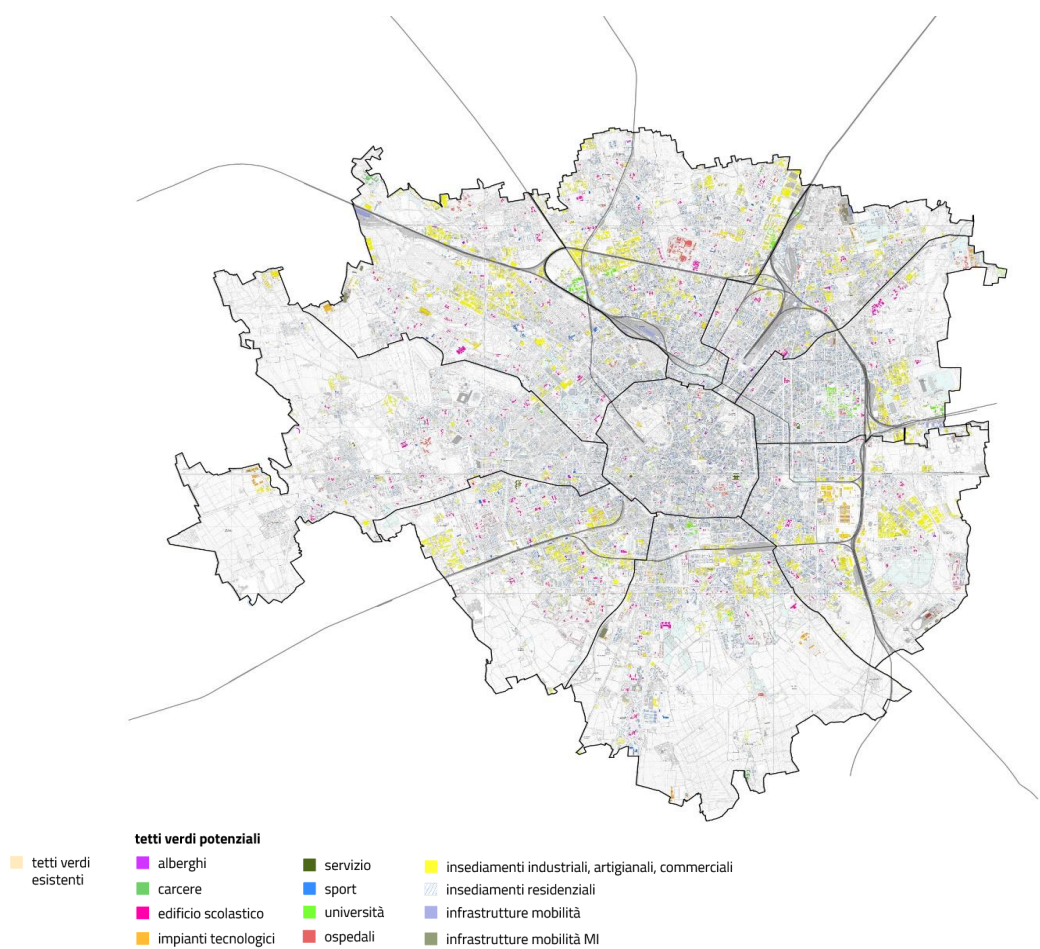 tetti verdi potenziali
tetti verdi
esistenti
alberghi
carcere
edificio scolastico
impianti tecnologici
servizio
sport
università
ospedali
insediamenti industriali, artigianali, commerciali
insediamenti residenziali
infrastrutture mobilità
infrastrutture mobilità MI